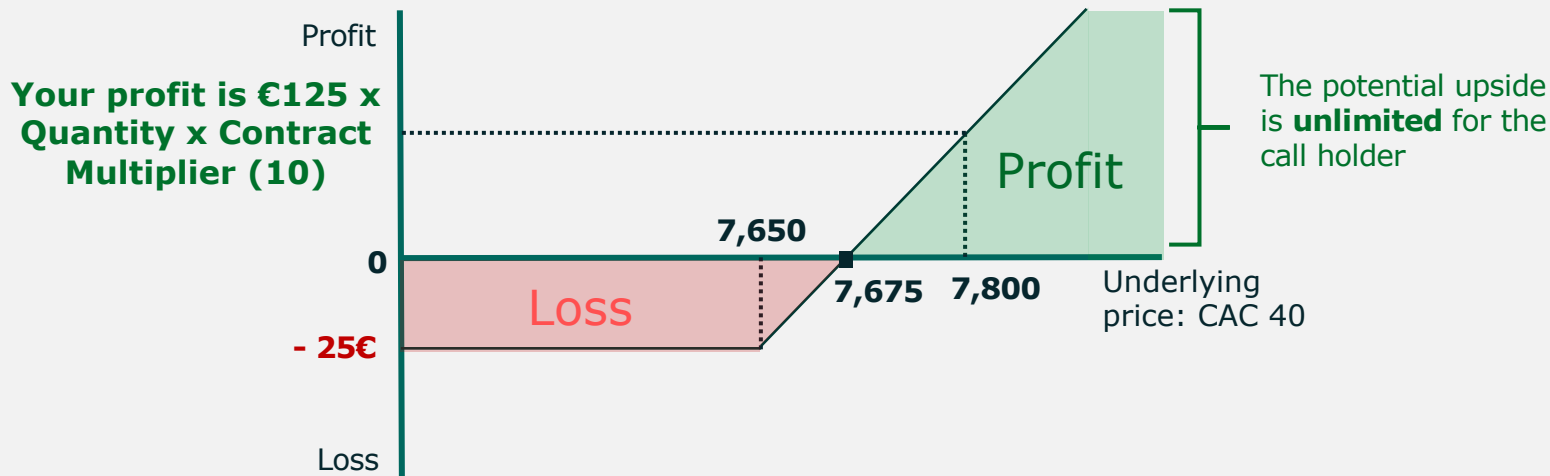 Profit
Your profit is €125 x
Quantity x Contract
Multiplier (10)
The potential upside
is unlimited for the
call holder
Profit
7,650
0
7,675
7,800
Underlying
price: CAC 40
Loss
- 25€
Loss